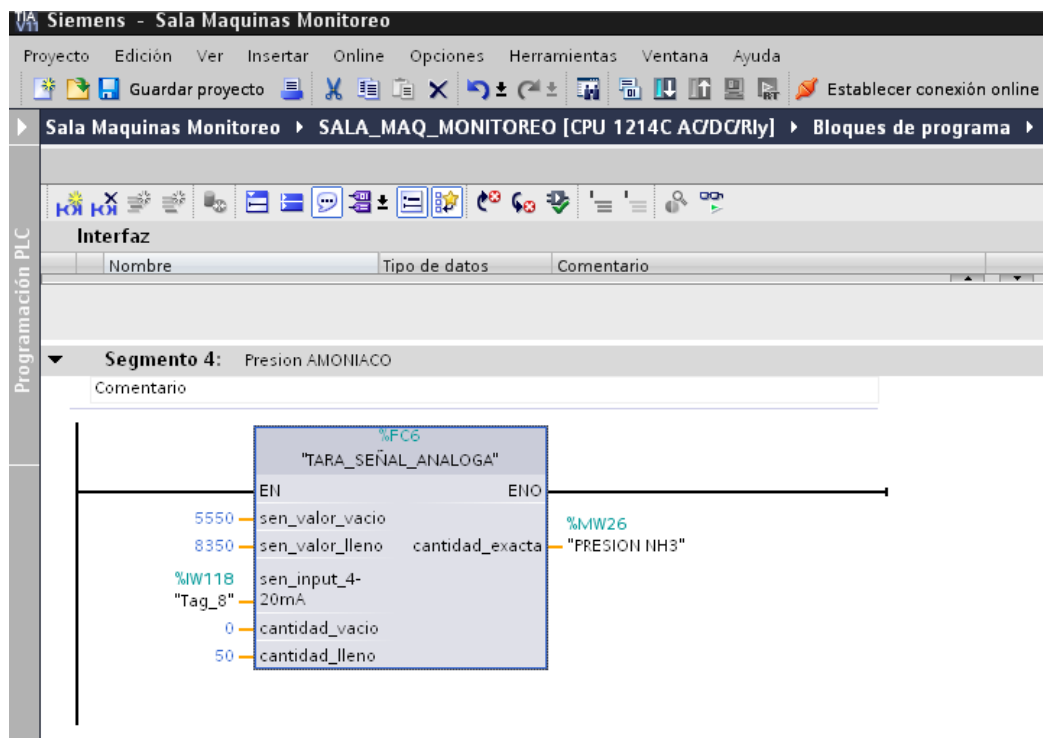 TIA V11 Siemens - Sala Maquinas Monitoreo
Proyecto Edición Ver Insertar Online Opciones Herramientas Ventana Ayuda
Guardar proyecto Establecer conexión online
Sala Maquinas Monitoreo SALA_MAQ_MONITOREO [CPU 1214C AC/DC/Rly] Bloques de programa
Programación PLC
Interfaz
Nombre Tipo de datos Comentario
Segmento 4: Presion AMONIACO
Comentario
%FC6
"TARA_SEÑAL_ANALOGA"
EN ENO
5550 sen_valor_vacio
%MW26
8350 sen_valor_lleno cantidad_exacta "PRESION NH3"
%IW118 sen_input_4-
"Tag_8" 20mA
0 cantidad_vacio
50 cantidad_lleno